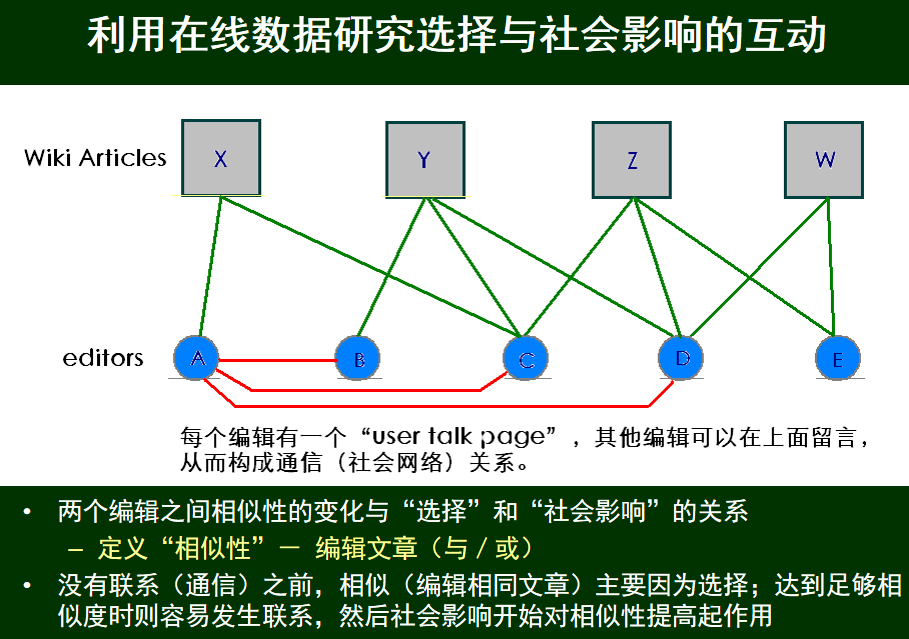 利用在线数据研究选择与社会影响的互动
Wiki Articles
X
Y
Z
W
editors
A
B
C
D
E
每个编辑有一个“user talk page”，其他编辑可以在上面留言，
从而构成通信（社会网络）关系。
• 两个编辑之间相似性的变化与“选择”和“社会影响”的关系
– 定义“相似性”－ 编辑文章（与/或）
• 没有联系（通信）之前，相似（编辑相同文章）主要因为选择；达到足够相
似度时则容易发生联系，然后社会影响开始对相似性提高起作用